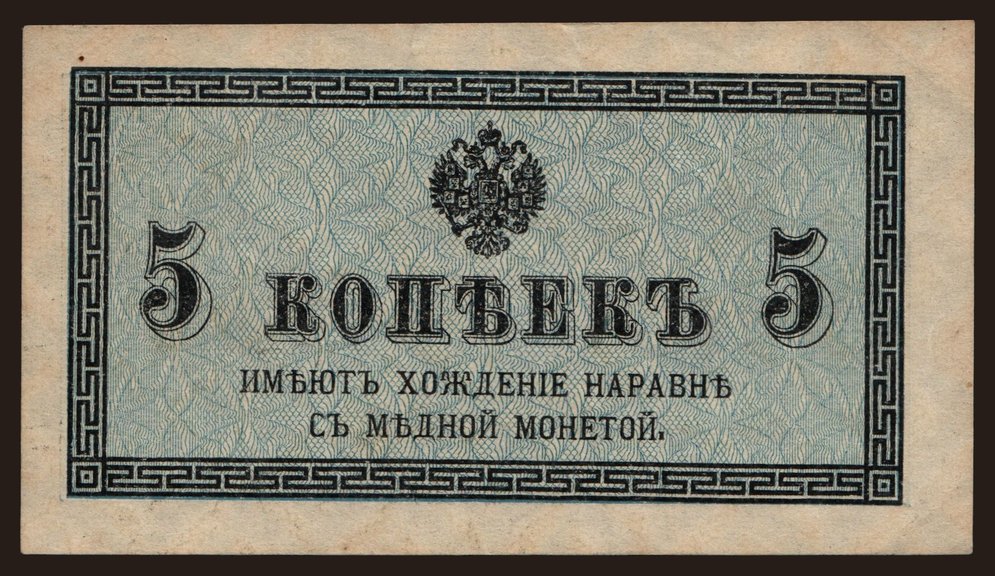 5 КОПѢЕКЪ 5
ИМѢЮТЪ ХОЖДЕНІЕ НАРАВНѢ
СЪ МѢДНОЙ МОНЕТОЙ.